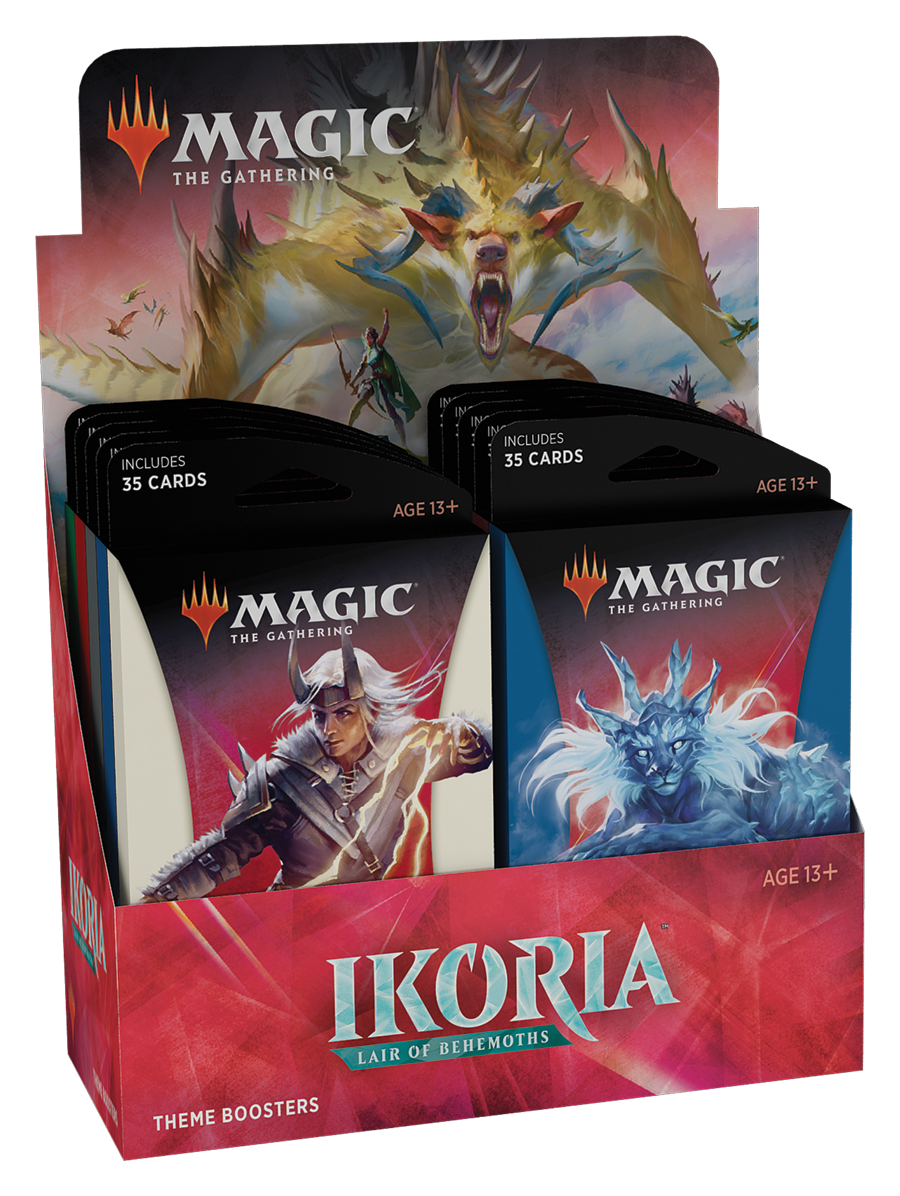 MAGIC
THE GATHERING
INCLUDES
35 CARDS
AGE 13+
INCLUDES
35 CARDS
AGE 13+
MAGIC
THE GATHERING
MAGIC
THE GATHERING
AGE 13+
IKORIA™
LAIR OF BEHEMOTHS
THEME BOOSTERS
IKORIA